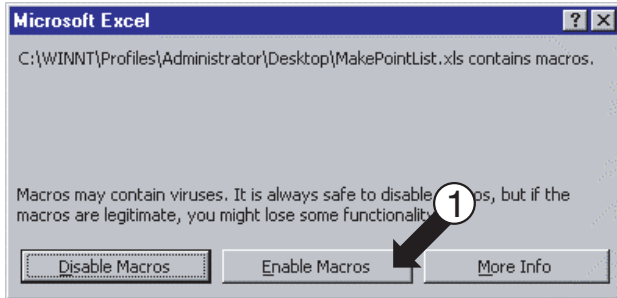 Microsoft Excel
C:\WINNT\Profiles\Administrator\Desktop\MakePointList.xls contains macros.
Macros may contain viruses. It is always safe to disable os, but if the
macros are legitimate, you might lose some functionality
1
Disable Macros Enable Macros More Info